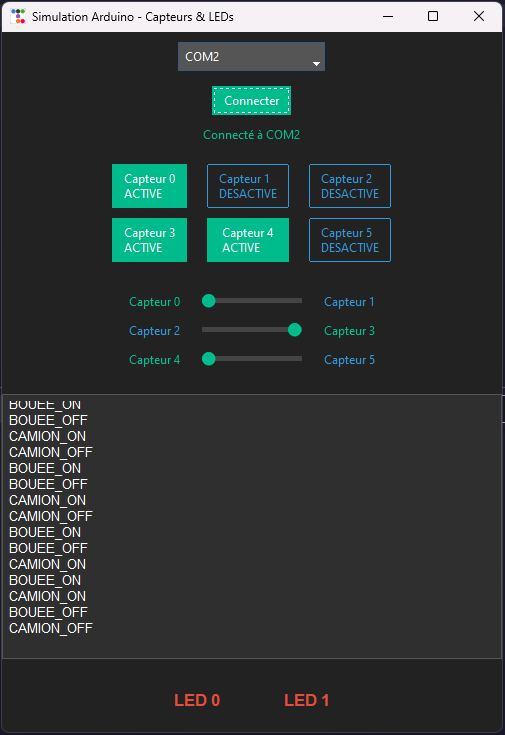 Simulation Arduino - Capteurs & LEDs
COM2
Connecter
Connecté à COM2
Capteur 0
ACTIVE
Capteur 1
DESACTIVE
Capteur 2
DESACTIVE
Capteur 3
ACTIVE
Capteur 4
ACTIVE
Capteur 5
DESACTIVE
Capteur 0 Capteur 1
Capteur 2 Capteur 3
Capteur 4 Capteur 5
BOUEE_ON
BOUEE_OFF
CAMION_ON
CAMION_OFF
BOUEE_ON
BOUEE_OFF
CAMION_ON
CAMION_OFF
BOUEE_ON
BOUEE_OFF
CAMION_ON
BOUEE_ON
CAMION_ON
BOUEE_OFF
CAMION_OFF
LED 0 LED 1